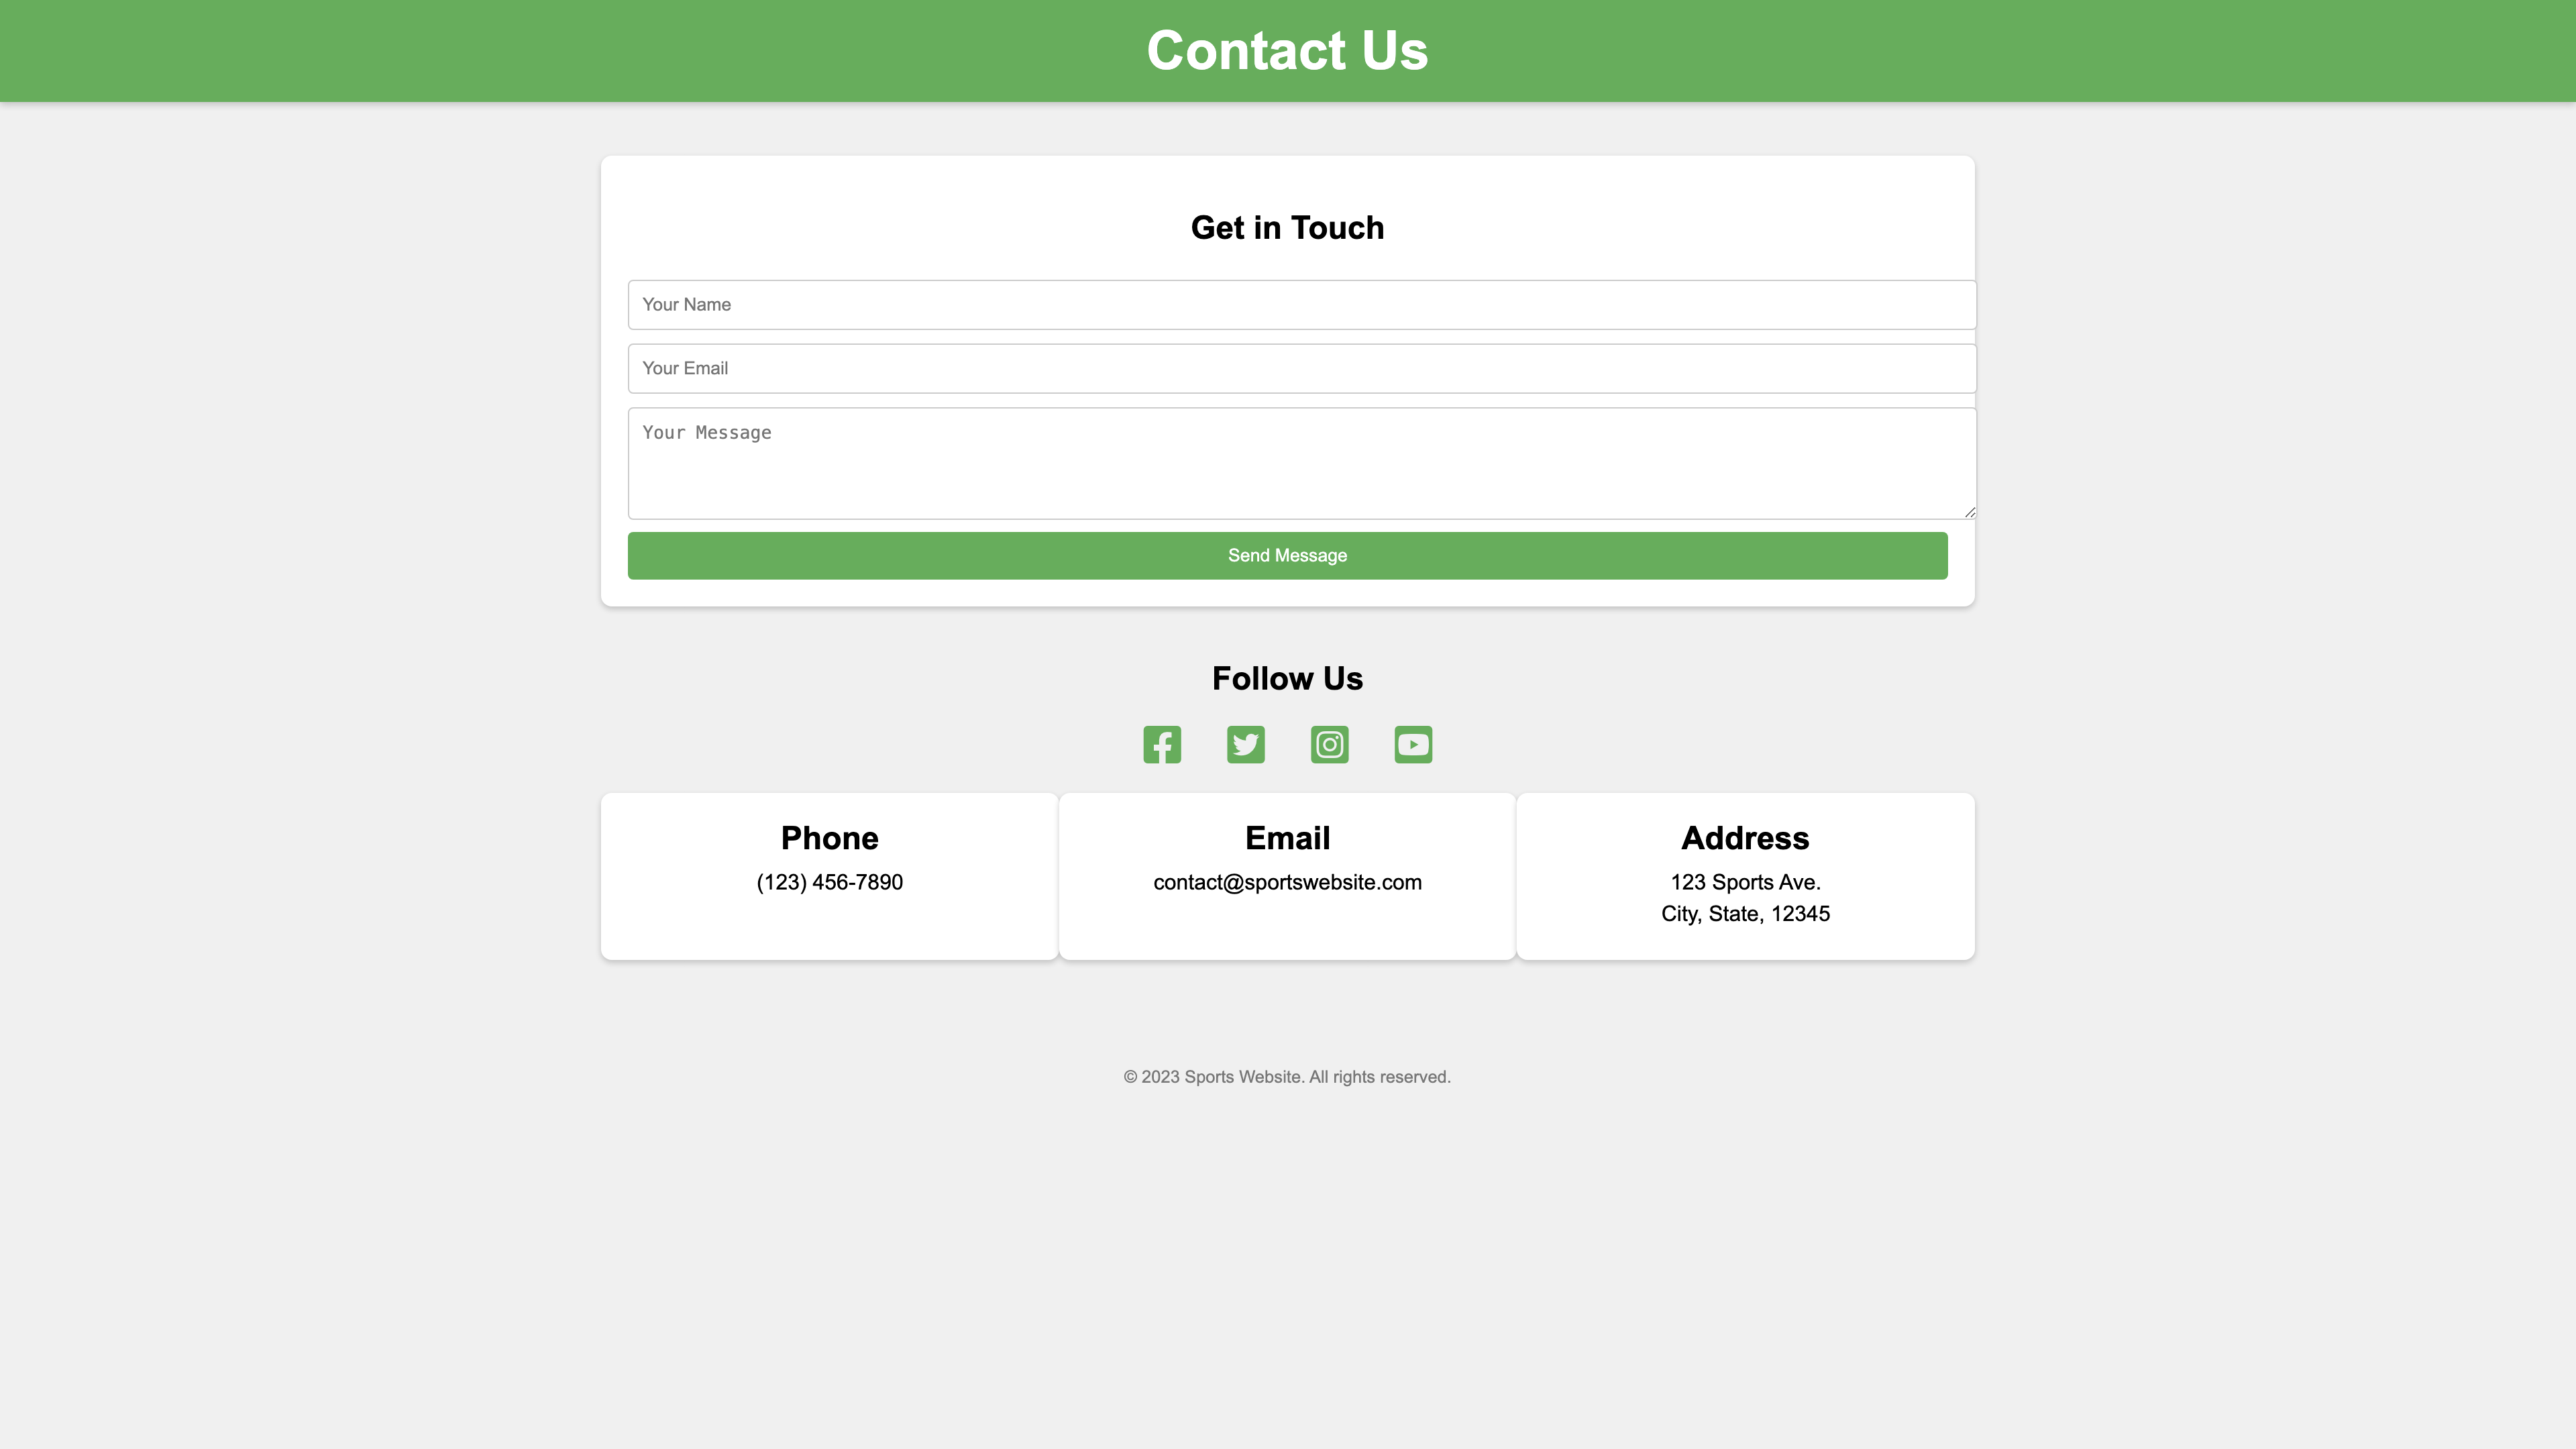 Contact Us
Get in Touch
Your Name
Your Email
Your Message
Send Message
Follow Us
Phone
(123) 456-7890
Email
contact@sportswebsite.com
Address
123 Sports Ave.
City, State, 12345
© 2023 Sports Website. All rights reserved.